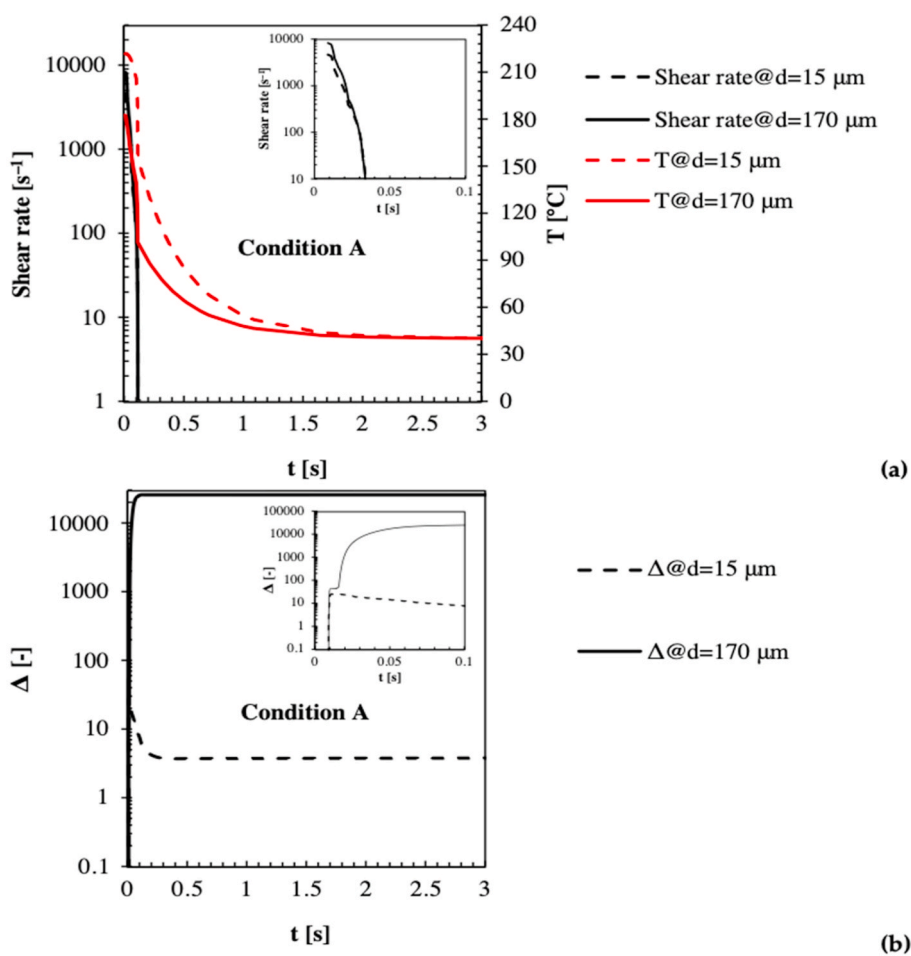 10000
1000
100
10
1
Shear rate [s⁻¹]
10000
1000
100
10
Shear rate [s⁻¹]
0
0.05
0.1
t [s]
Condition A
240
210
180
150
120
90
60
30
0
T [°C]
0
0.5
1
1.5
2
2.5
3
t [s]
Shear rate@d=15 μm
Shear rate@d=170 μm
T@d=15 μm
T@d=170 μm
(a)
10000
1000
100
10
1
0.1
Δ [-]
100000
10000
1000
100
10
1
0.1
Δ [-]
0
0.05
0.1
t [s]
Condition A
0
0.5
1
1.5
2
2.5
3
t [s]
Δ@d=15 μm
Δ@d=170 μm
(b)